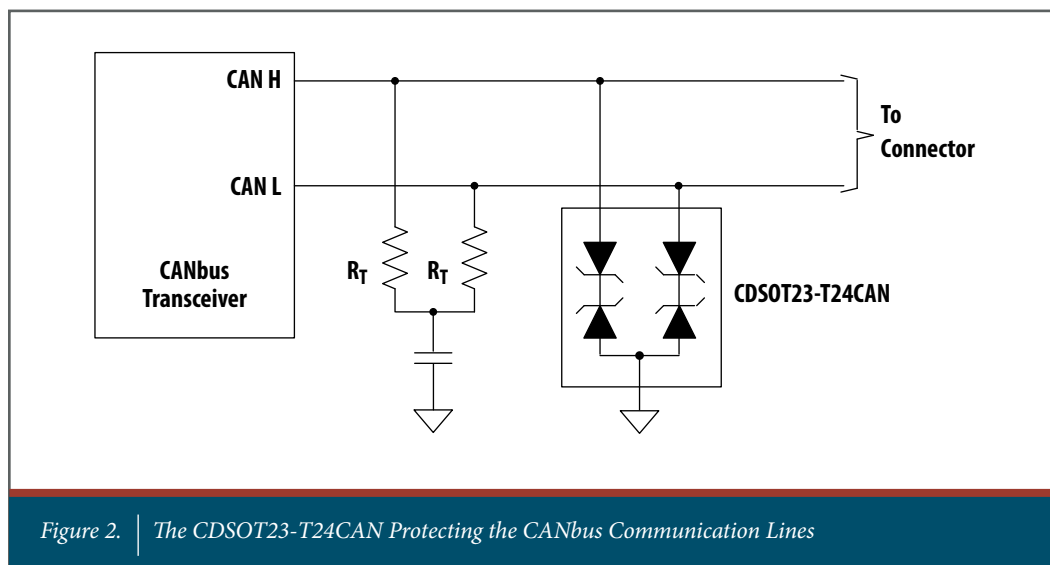 CAN H
To
Connector
CAN L
CANbus
Transceiver
RT
RT
CDSOT23-T24CAN
Figure 2. The CDSOT23-T24CAN Protecting the CANbus Communication Lines